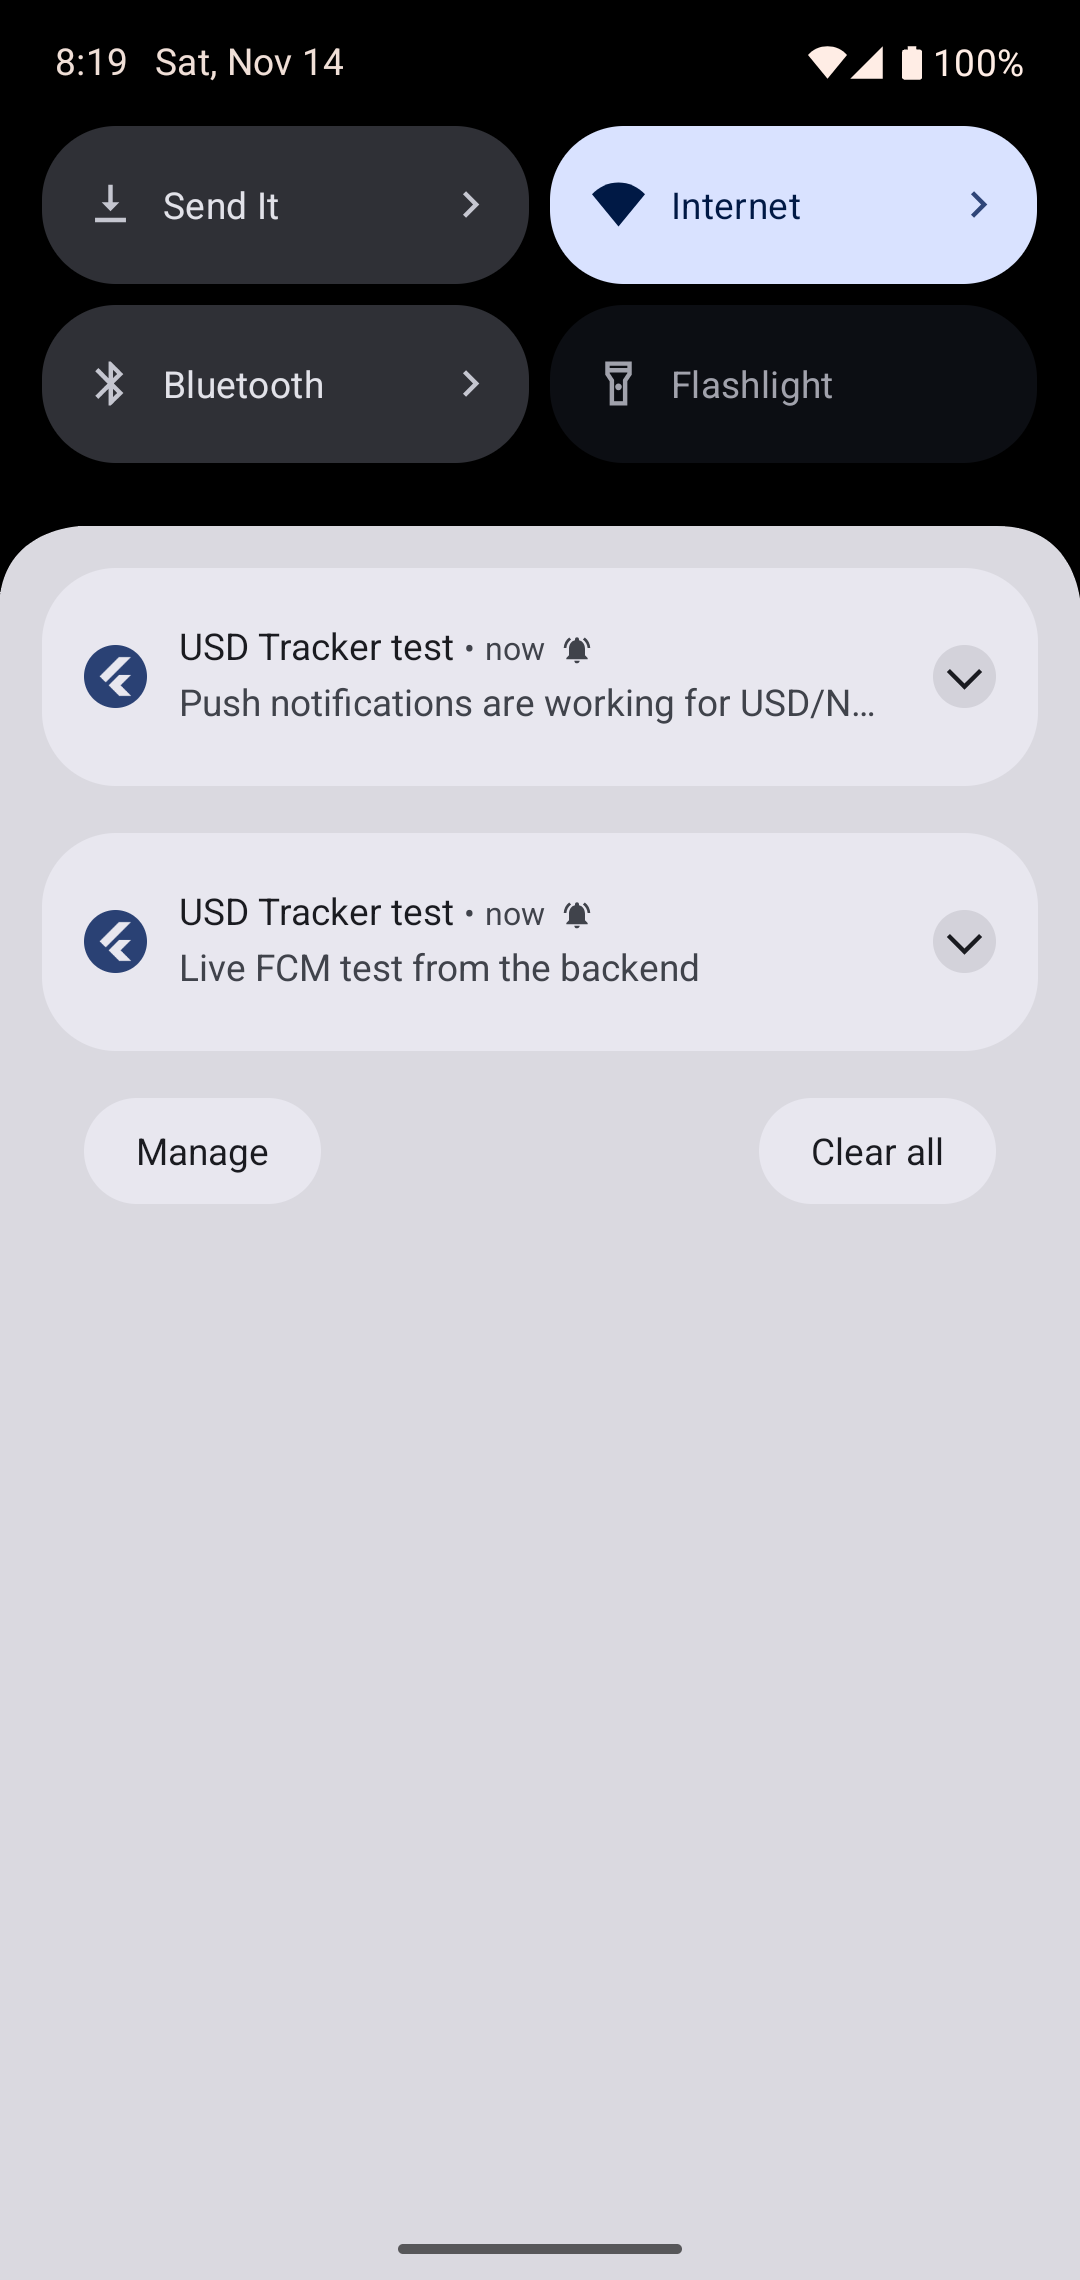 8:19 Sat, Nov 14 100%
Send It
Internet
Bluetooth
Flashlight
USD Tracker test • now
Push notifications are working for USD/N...
USD Tracker test • now
Live FCM test from the backend
Manage
Clear all